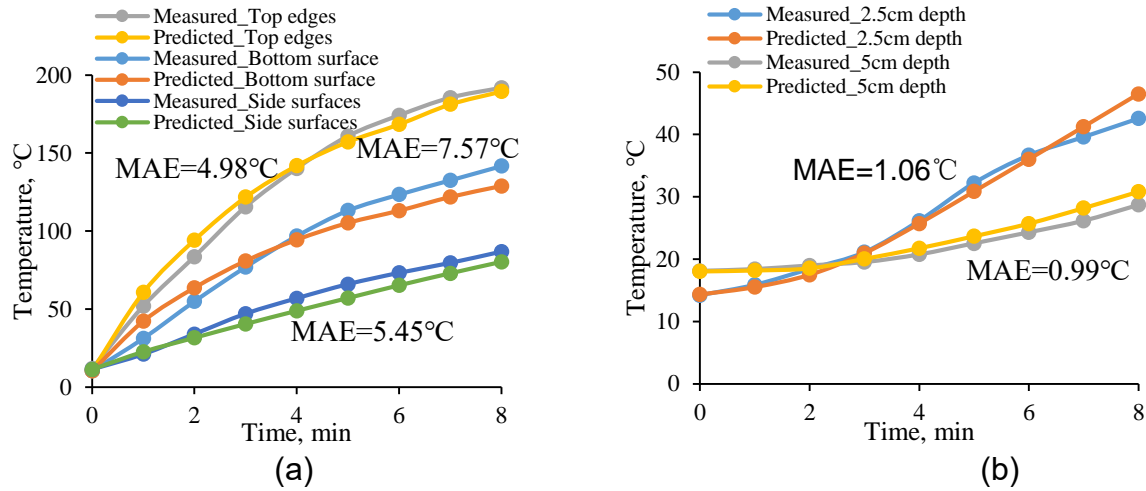 Measured_Top edges
Predicted_Top edges
Measured_Bottom surface
Predicted_Bottom surface
Measured_Side surfaces
Predicted_Side surfaces
200
150
100
50
0
Temperature, °C
MAE=4.98°C
MAE=7.57°C
MAE=5.45°C
0 2 4 6 8
Time, min
(a)
Measured_2.5cm depth
Predicted_2.5cm depth
Measured_5cm depth
Predicted_5cm depth
50
40
30
20
10
0
Temperature, °C
MAE=1.06℃
MAE=0.99°C
0 2 4 6 8
Time, min
(b)